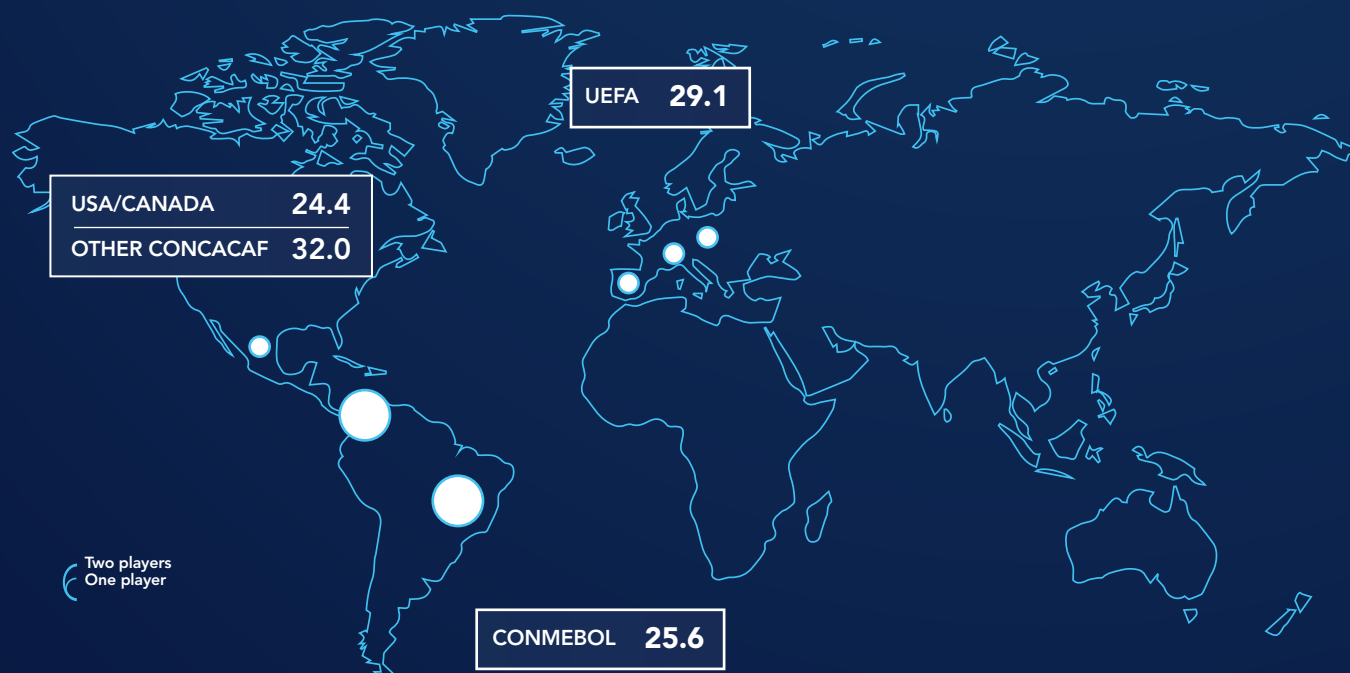 UEFA 29.1
USA/CANADA 24.4
OTHER CONCACAF 32.0
Two players
One player
CONMEBOL 25.6